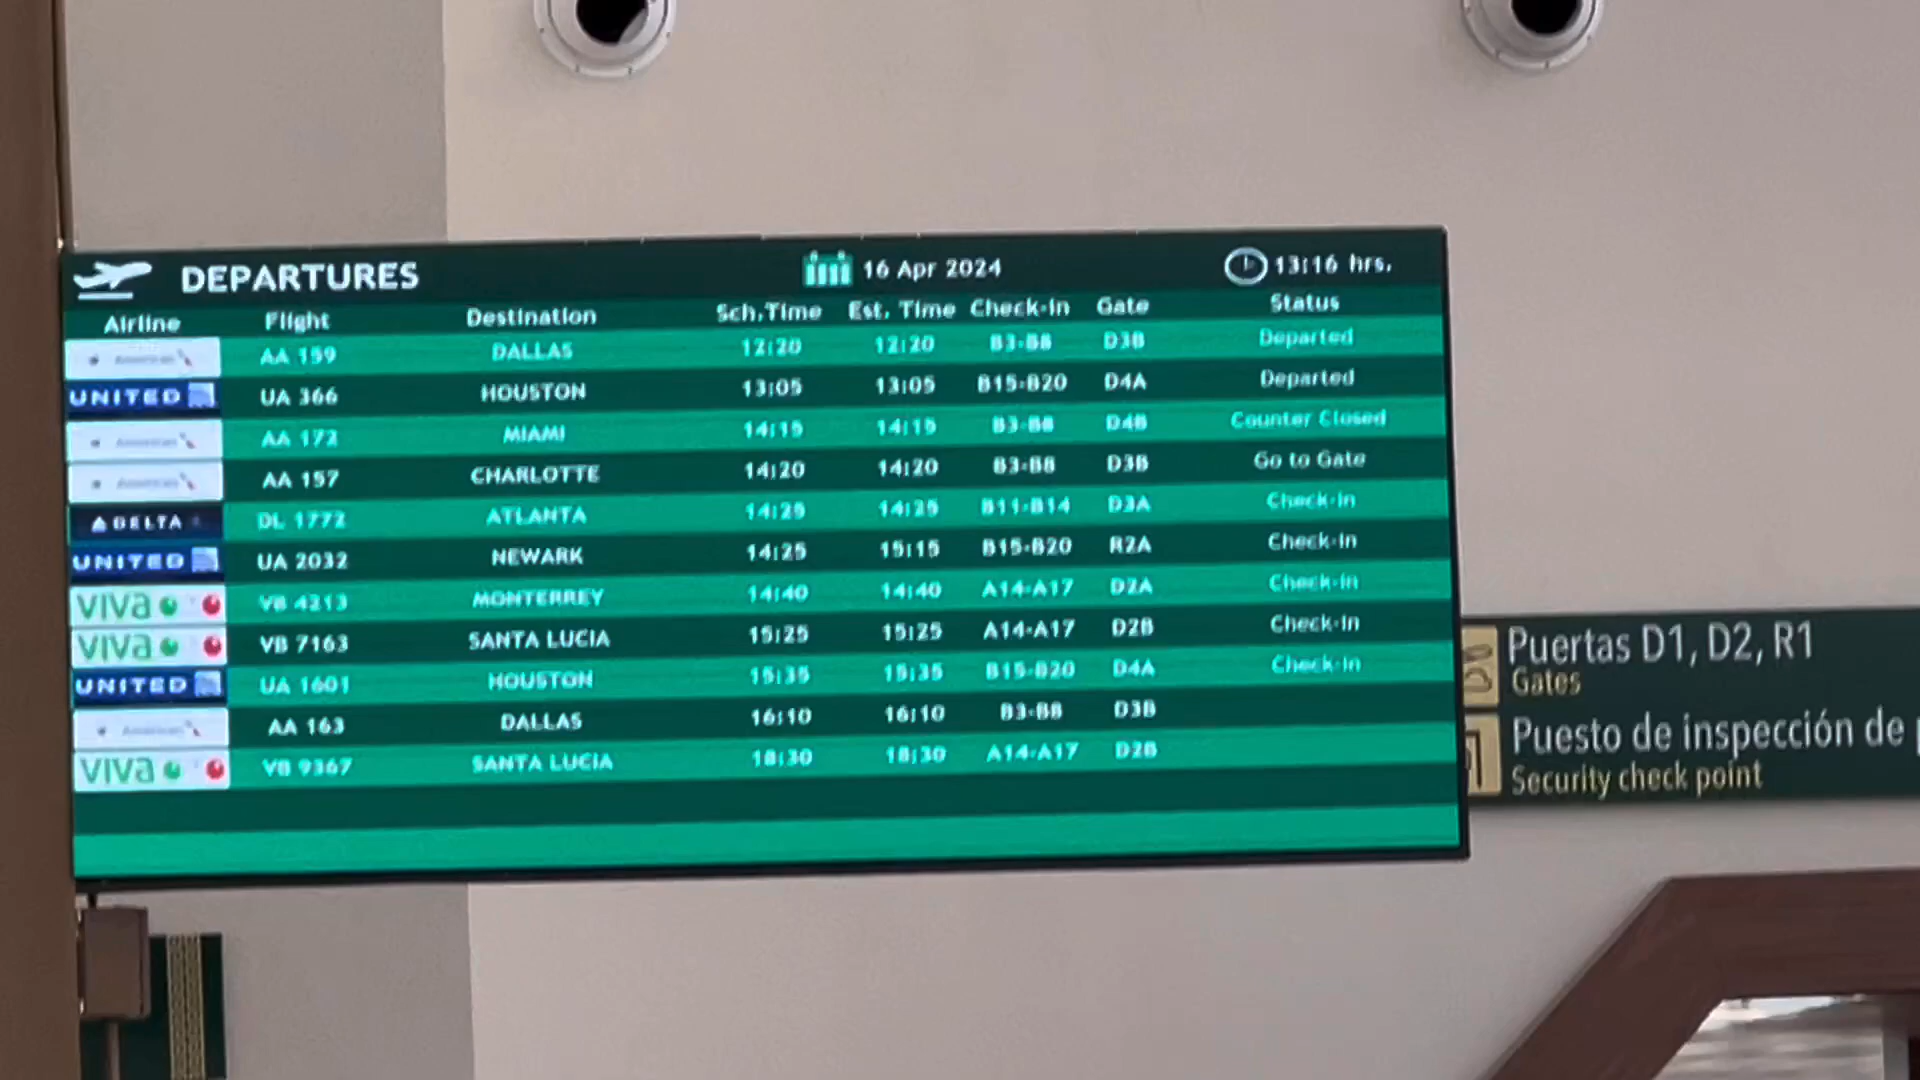 DEPARTURES 16 Apr 2024 13:16 hrs.
Airline Flight Destination Sch.Time Est. Time Check-In Gate Status
American AA 159 DALLAS 12:20 12:20 B3-B8 D3B Departed
UNITED UA 366 HOUSTON 13:05 13:05 B15-B20 D4A Departed
American AA 172 MIAMI 14:15 14:15 B3-B8 D4B Counter Closed
American AA 157 CHARLOTTE 14:20 14:20 B3-B8 D3B Go to Gate
DELTA DL 1772 ATLANTA 14:25 14:25 B11-B14 D3A Check-In
UNITED UA 2032 NEWARK 14:25 15:15 B15-B20 R2A Check-In
VIVA VB 4213 MONTERREY 14:40 14:40 A14-A17 D2A Check-In
VIVA VB 7163 SANTA LUCIA 15:25 15:25 A14-A17 D2B Check-In
UNITED UA 1601 HOUSTON 15:35 15:35 B15-B20 D4A Check-In
American AA 163 DALLAS 16:10 16:10 B3-B8 D3B
VIVA VB 9367 SANTA LUCIA 18:30 18:30 A14-A17 D2B
Puertas D1, D2, R1
Gates
Puesto de inspección de
Security check point